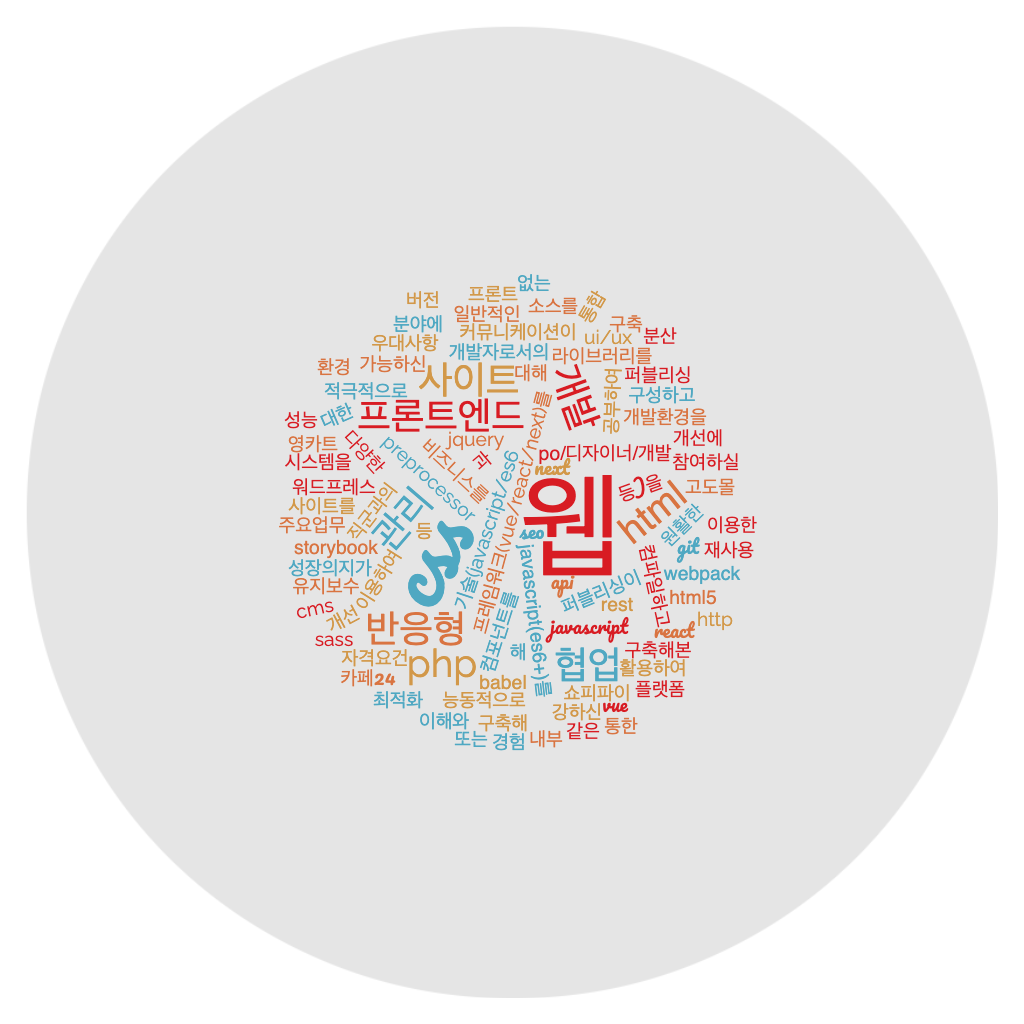 없는
버전
프론트
통합
소스를
일반적인
분야에
구축
커뮤니케이션이
ui/ux
분산
우대사항
개발자로서의
라이브러리를
환경
가능하신
사이트
대해
개발
퍼블리싱
적극적으로
공부하여
구성하고
성능
대한
프론트엔드
개발환경을
영카트
다양한
jquery
개선에
시스템을
preprocessor
비즈니스를
과
po/디자이너/개발
참여하실
next
워드프레스
등)을
고도몰
사이트를
직군과의
관리
웹
html
원활한
주요업무
등
기술(javascript/es6
프레임워크(vue/react/next)를
seo
이용한
storybook
css
git
재사용
성장의지가
이용하여
컴파일하고
webpack
유지보수
api
퍼블리싱이
html5
cms
개선
javascript(es6+)를
rest
http
sass
반응형
컴포넌트를
javascript
react
자격요건
해
구축해본
카페24
php
협업
활용하여
babel
최적화
능동적으로
쇼피파이
플랫폼
이해와
구축해
강하신
vue
또는
경험
내부
같은
통한